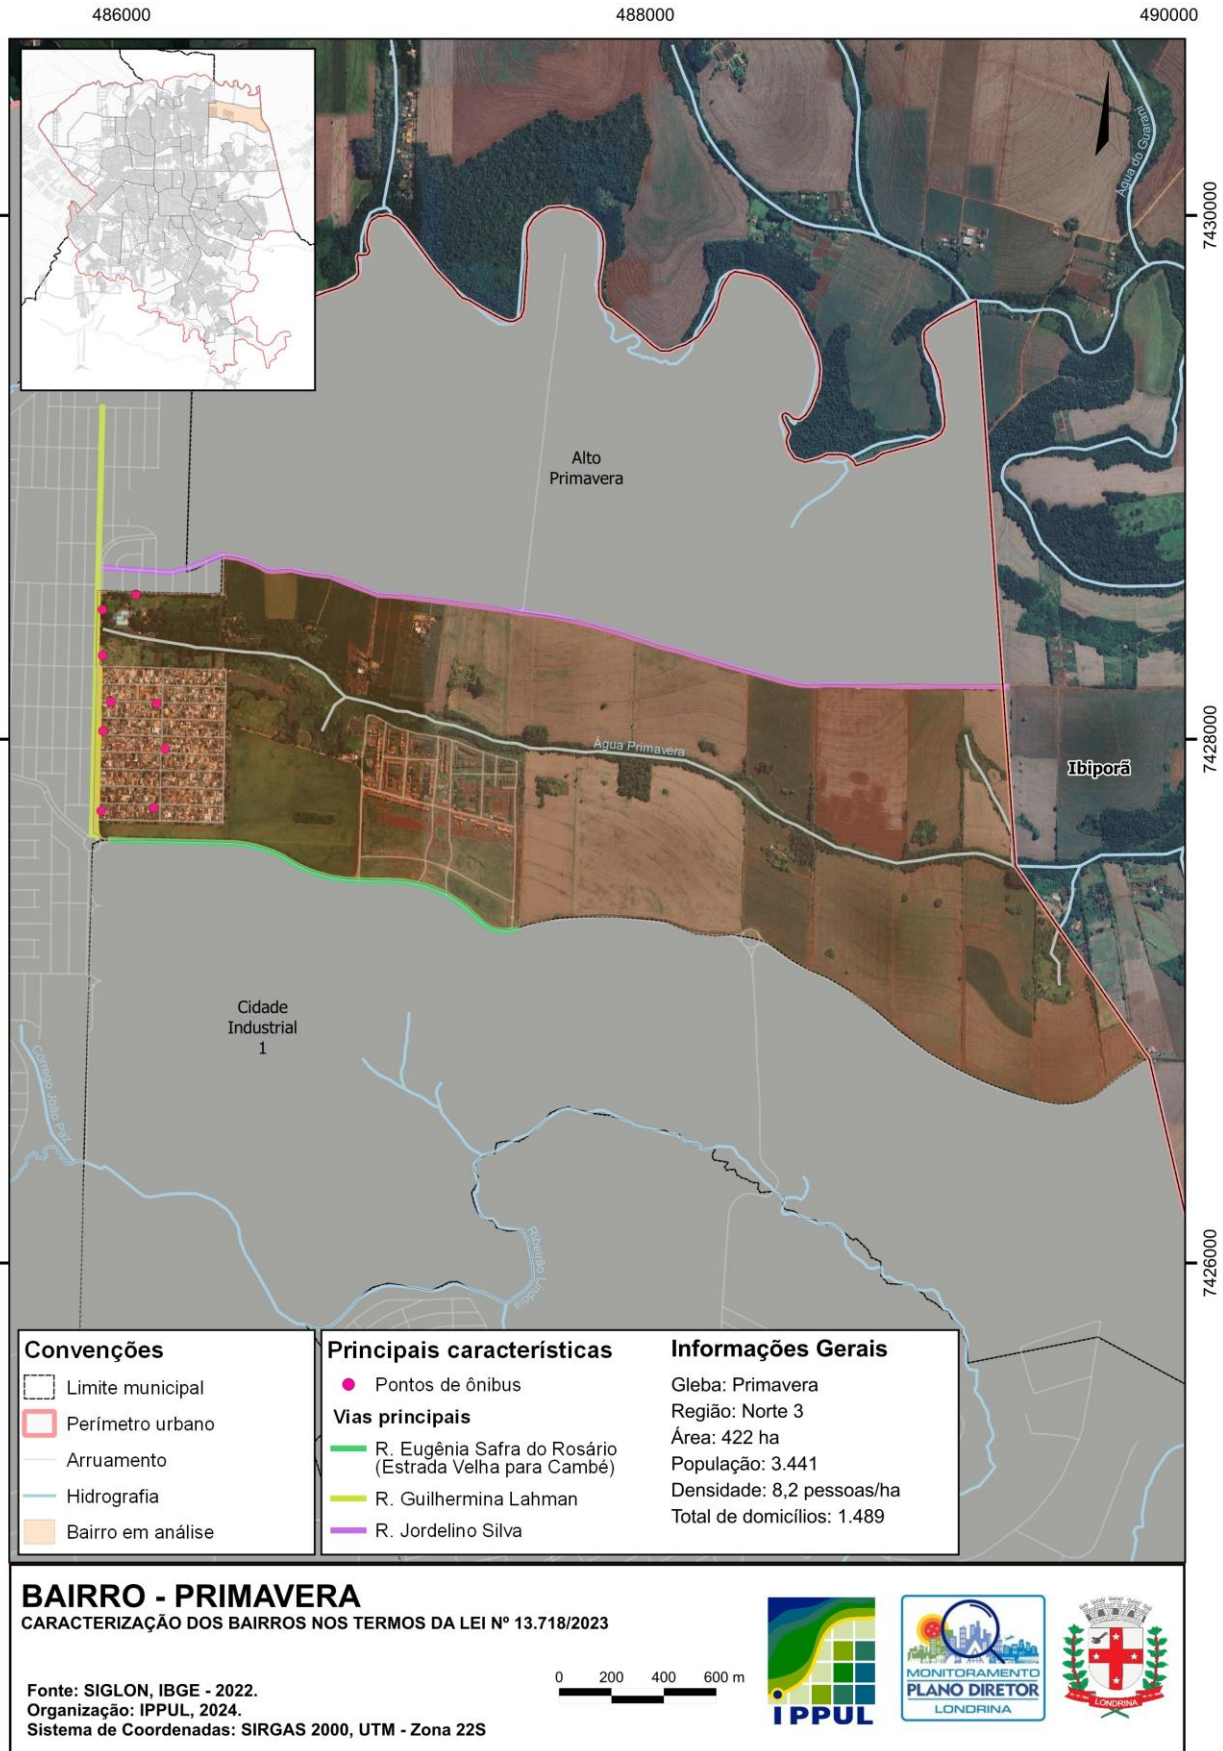 486000
488000
490000
7430000
7428000
7426000
Água do Guarani
Alto
Primavera
Água Primavera
Ibiporã
Cidade
Industrial
1
Córrego João Paz
Ribeirão Lindóia
Convenções
Limite municipal
Perímetro urbano
Arruamento
Hidrografia
Bairro em análise
Principais características
Pontos de ônibus
Vias principais
R. Eugênia Safra do Rosário
(Estrada Velha para Cambé)
R. Guilhermina Lahman
R. Jordelino Silva
Informações Gerais
Gleba: Primavera
Região: Norte 3
Área: 422 ha
População: 3.441
Densidade: 8,2 pessoas/ha
Total de domicílios: 1.489
BAIRRO - PRIMAVERA
CARACTERIZAÇÃO DOS BAIRROS NOS TERMOS DA LEI Nº 13.718/2023
Fonte: SIGLON, IBGE - 2022.
Organização: IPPUL, 2024.
Sistema de Coordenadas: SIRGAS 2000, UTM - Zona 22S
0 200 400 600 m
IPPUL
MONITORAMENTO
PLANO DIRETOR
LONDRINA
LONDRINA